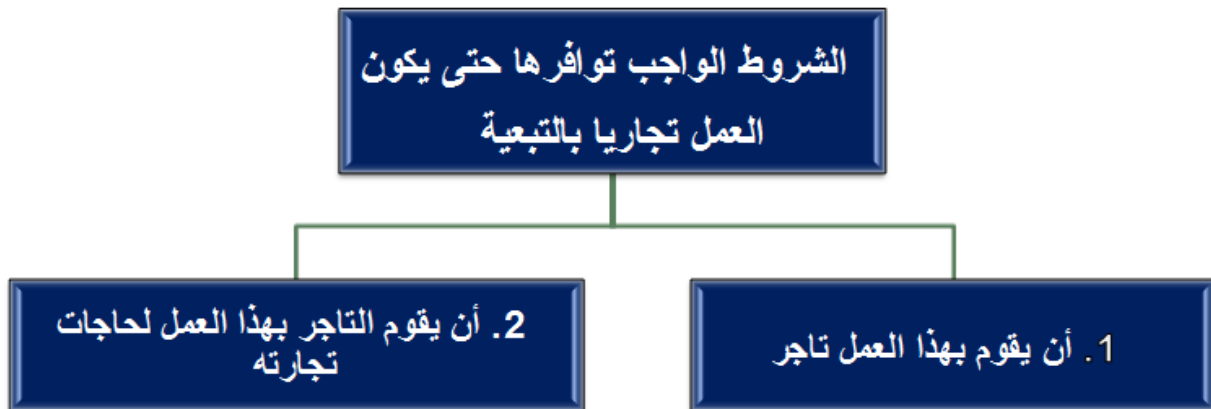 الشروط الواجب توافرها حتى يكون
العمل تجاريا بالتبعية
1. أن يقوم بهذا العمل تاجر
2. أن يقوم التاجر بهذا العمل لحاجات
تجارته